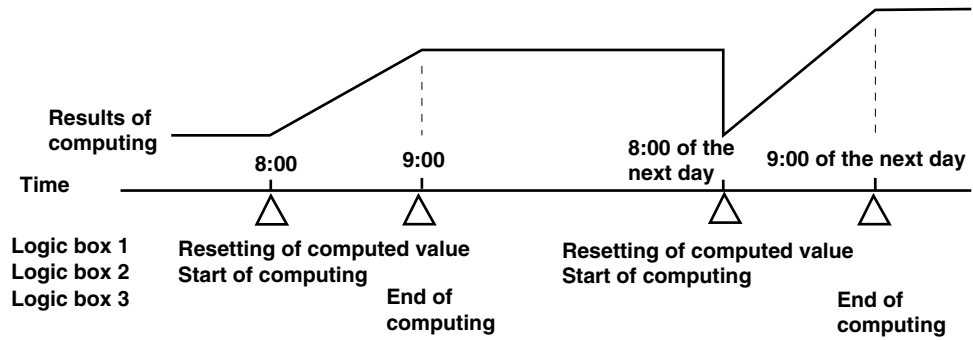 Results of
computing
8:00
9:00
8:00 of the
next day
9:00 of the next day
Time
Logic box 1
Logic box 2
Logic box 3
Resetting of computed value
Start of computing
End of
computing
Resetting of computed value
Start of computing
End of
computing